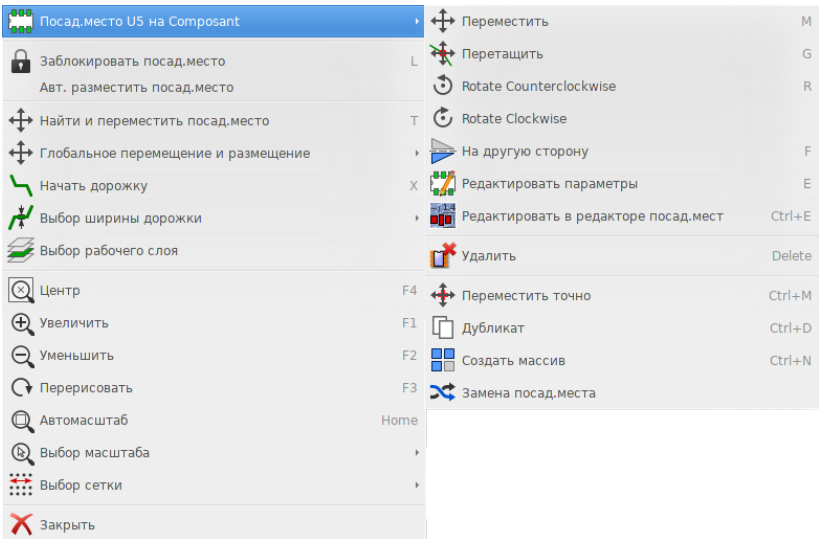 Посад.место U5 на Composant
Заблокировать посад.место L
Авт. разместить посад.место
Найти и переместить посад.место T
Глобальное перемещение и размещение
Начать дорожку X
Выбор ширины дорожки
Выбор рабочего слоя
Центр F4
Увеличить F1
Уменьшить F2
Перерисовать F3
Автомасштаб Home
Выбор масштаба
Выбор сетки
Закрыть
Переместить M
Перетащить G
Rotate Counterclockwise R
Rotate Clockwise
На другую сторону F
Редактировать параметры E
Редактировать в редакторе посад.мест Ctrl+E
Удалить Delete
Переместить точно Ctrl+M
Дубликат Ctrl+D
Создать массив Ctrl+N
Замена посад.места